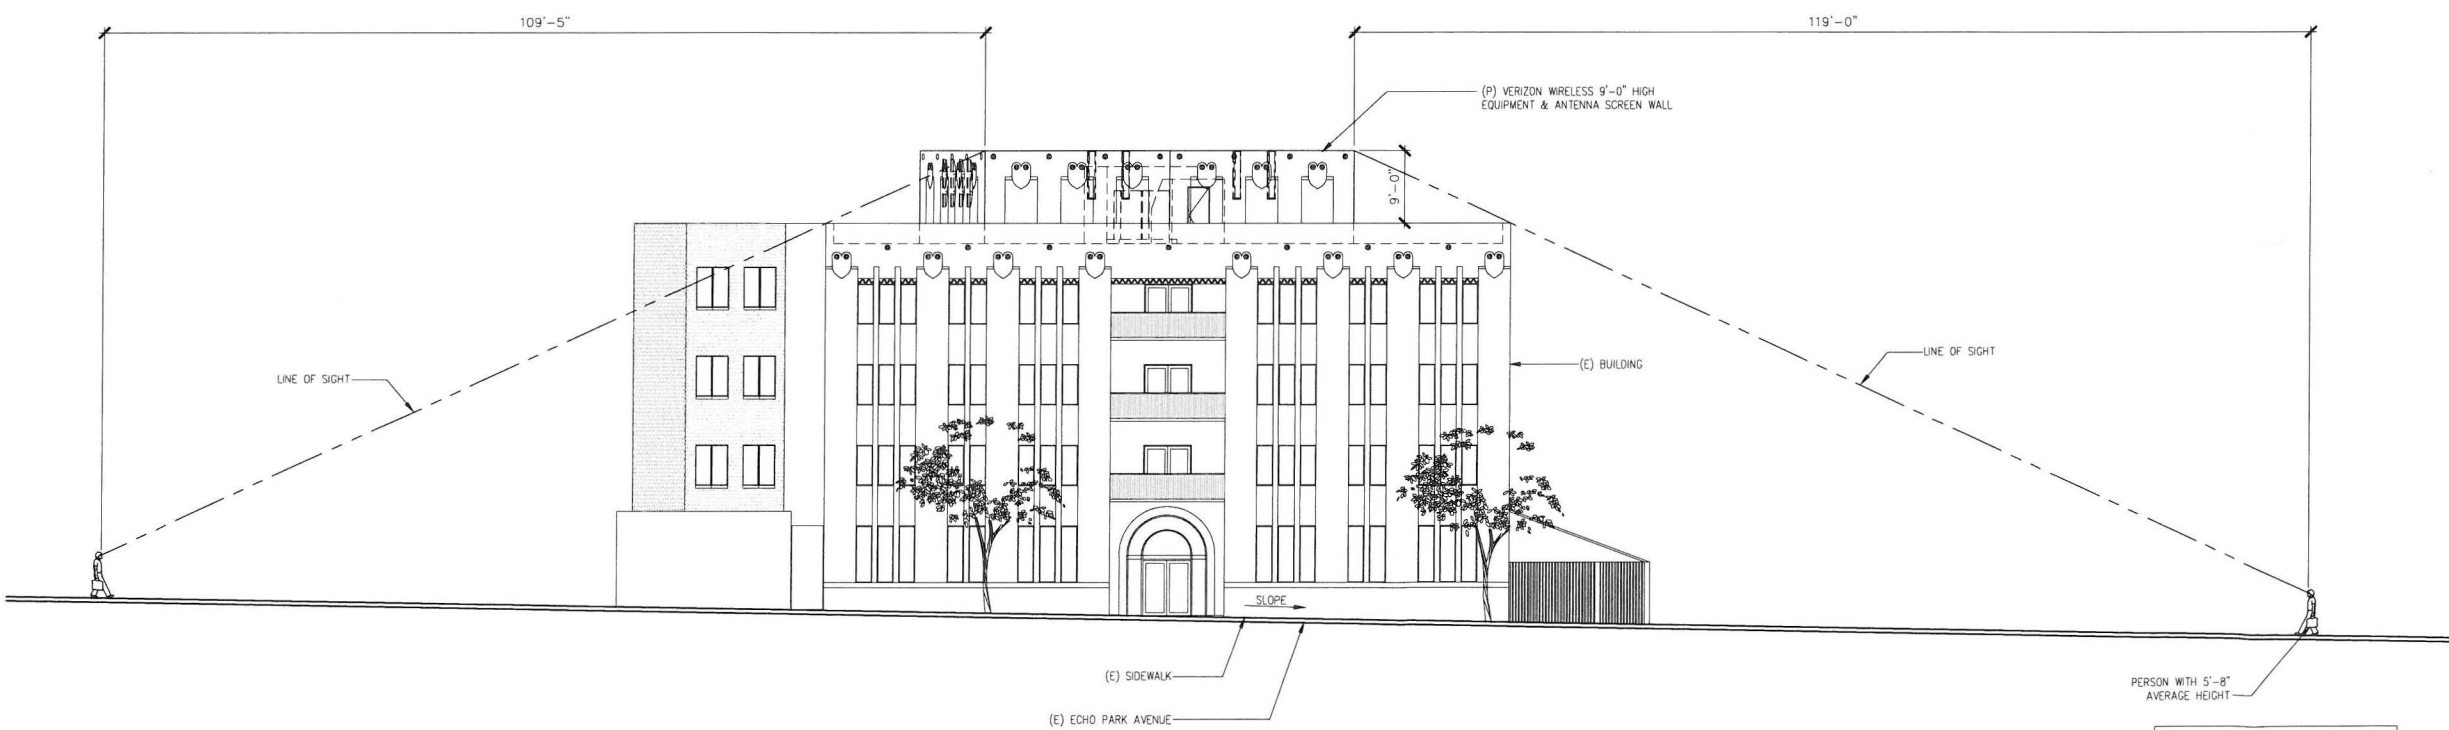 109'-5"
119'-0"
(P) VERIZON WIRELESS 9'-0" HIGH
EQUIPMENT & ANTENNA SCREEN WALL
9'-0"
LINE OF SIGHT
(E) BUILDING
LINE OF SIGHT
SLOPE
(E) SIDEWALK
(E) ECHO PARK AVENUE
PERSON WITH 5'-8"
AVERAGE HEIGHT